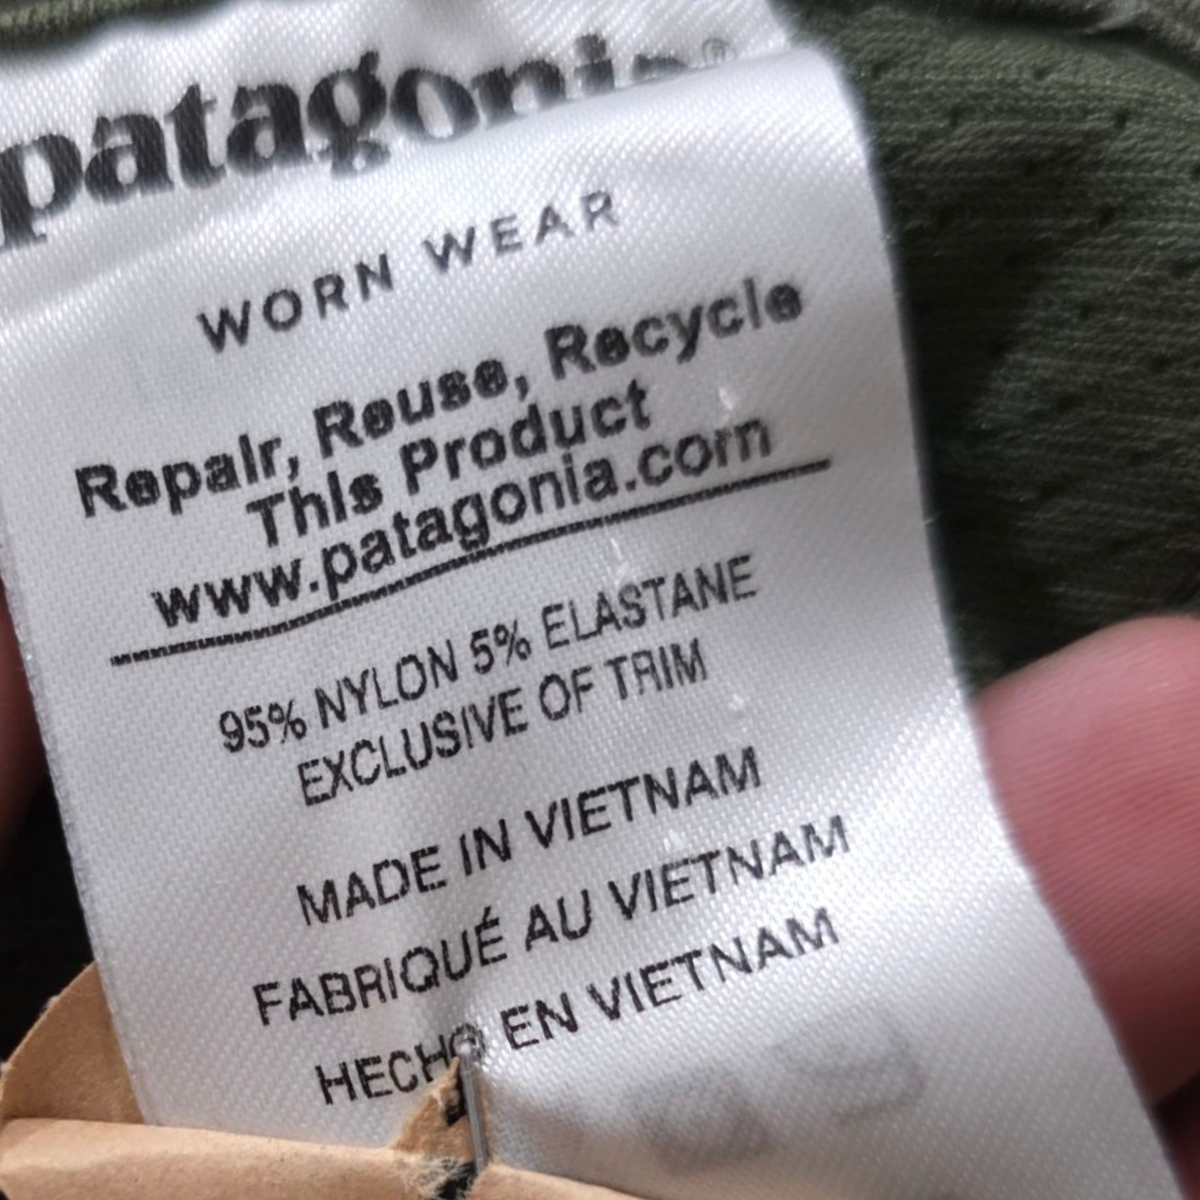 patagonia®
WORN WEAR
Repair, Reuse, Recycle
This Product
www.patagonia.com
95% NYLON 5% ELASTANE
EXCLUSIVE OF TRIM
MADE IN VIETNAM
FABRIQUÉ AU VIETNAM
HECHO EN VIETNAM